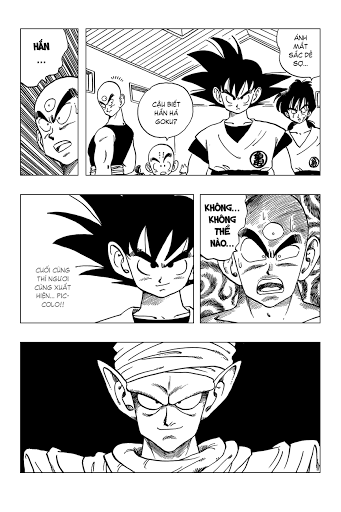 HẮN
...
ÁNH
MẮT
SẮC DỄ
SỢ...
CẬU BIẾT
HẮN HẢ
GOKU?
KHÔNG...
KHÔNG
THỂ
NÀO...
CUỐI CÙNG
THÌ NGƯƠI
CŨNG XUẤT
HIỆN... PIC-
COLO!!